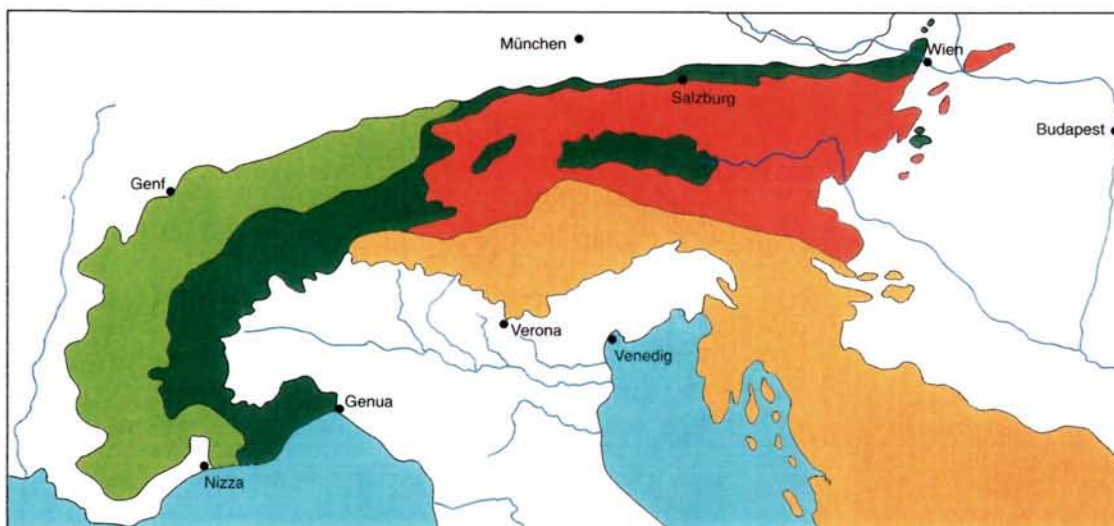 München
Wien
Salzburg
Budapest
Genf
Verona
Venedig
Genua
Nizza